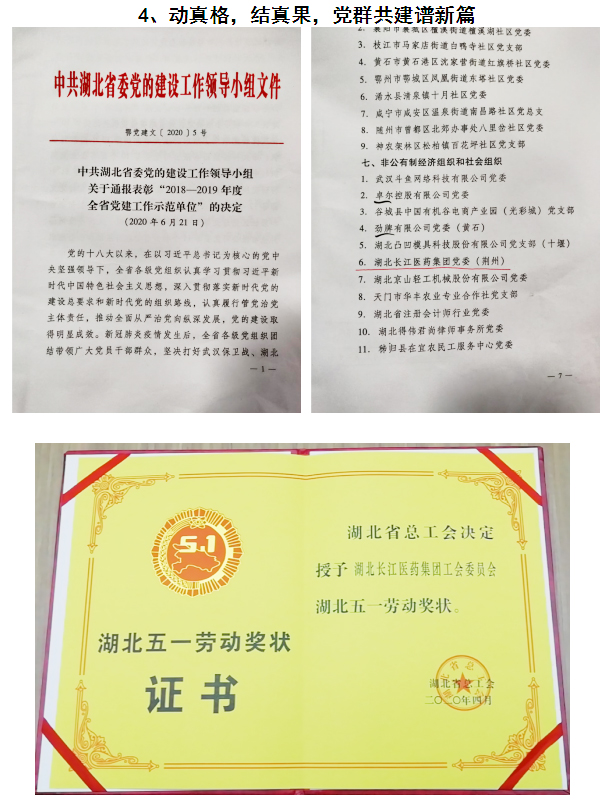 4、动真格，结真果，党群共建谱新篇
中共湖北省委党的建设工作领导小组文件
鄂党建文〔2020〕5号
中共湖北省委党的建设工作领导小组
关于通报表彰“2018—2019年度
全省党建工作示范单位”的决定
（2020年6月21日）
党的十八大以来，在以习近平总书记为核心的党中
央坚强领导下，全省各级党组织认真学习贯彻习近平新
时代中国特色社会主义思想，深入贯彻落实新时代党的
建设总要求和新时代党的组织路线，认真履行管党治党
主体责任，推动全面从严治党向纵深发展，党的建设取
得明显成效。新冠肺炎疫情发生后，全省各级党组织团
结带领广大党员干部群众，坚决打好武汉保卫战、湖北
— 1 —
2. 襄阳市襄城区檀溪街道檀溪湖社区党委
3. 枝江市马家店街道白鸭寺社区党支部
4. 黄石市黄石港区沈家营街道红旗桥社区党委
5. 鄂州市鄂城区凤凰街道东塔社区党委
6. 浠水县清泉镇十月社区党委
7. 咸宁市咸安区温泉街道南昌路社区党总支
8. 随州市曾都区北郊办事处八里岔社区党委
9. 神农架林区松柏镇百花坪社区党支部
七、非公有制经济组织和社会组织
1. 武汉斗鱼网络科技有限公司党委
2. 卓尔控股有限公司党委
3. 谷城县中国有机谷电商产业园（光彩城）党支部
4. 劲牌有限公司党委（黄石）
5. 湖北凸凹模具科技股份有限公司党支部（十堰）
6. 湖北长江医药集团党委（荆州）
7. 湖北京山轻工机械股份有限公司党委
8. 天门市华丰农业专业合作社党支部
9. 湖北省注册会计师行业党委
10. 湖北得伟君尚律师事务所党委
11. 秭归县在宜农民工服务中心党委
— 7 —
5·1
湖北五一劳动奖状
证书
湖北省总工会决定
授予 湖北长江医药集团工会委员会
湖北五一劳动奖状。
湖北省总工会
二〇二〇年四月